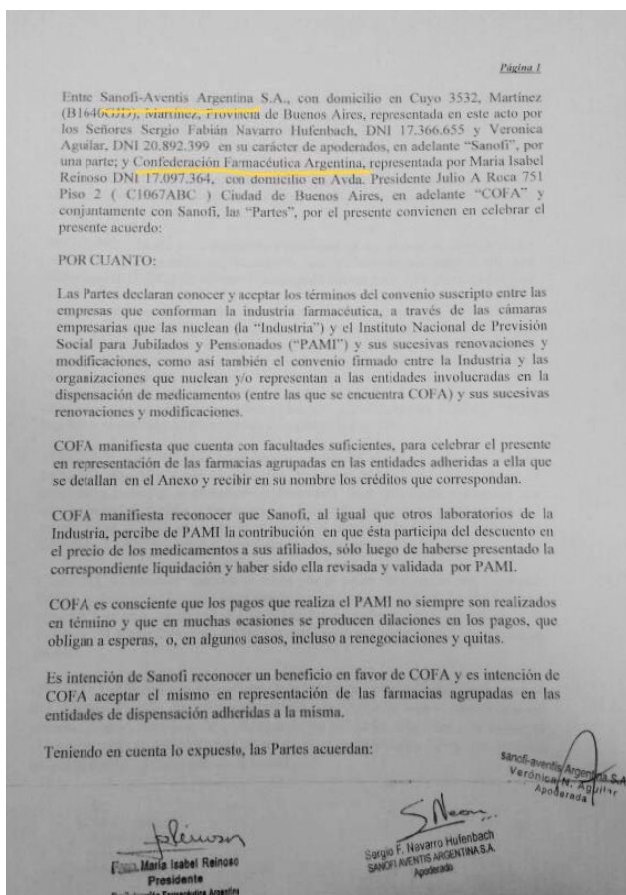 Página 1
Entre Sanofi-Aventis Argentina S.A., con domicilio en Cuyo 3532, Martínez
(B1640GJD), Martínez, Provincia de Buenos Aires, representada en este acto por
los Señores Sergio Fabián Navarro Hufenbach, DNI 17.366.655 y Veronica
Aguilar, DNI 20.892.399 en su carácter de apoderados, en adelante “Sanofi”, por
una parte; y Confederación Farmacéutica Argentina, representada por Maria Isabel
Reinoso DNI 17.097.364, con domicilio en Avda. Presidente Julio A Roca 751
Piso 2 ( C1067ABC ) Ciudad de Buenos Aires, en adelante “COFA” y
conjuntamente con Sanofi, las “Partes”, por el presente convienen en celebrar el
presente acuerdo:
POR CUANTO:
Las Partes declaran conocer y aceptar los términos del convenio suscripto entre las
empresas que conforman la industria farmacéutica, a través de las cámaras
empresarias que las nuclean (la “Industria”) y el Instituto Nacional de Previsión
Social para Jubilados y Pensionados (“PAMI”) y sus sucesivas renovaciones y
modificaciones, como así también el convenio firmado entre la Industria y las
organizaciones que nuclean y/o representan a las entidades involucradas en la
dispensación de medicamentos (entre las que se encuentra COFA) y sus sucesivas
renovaciones y modificaciones.
COFA manifiesta que cuenta con facultades suficientes, para celebrar el presente
en representación de las farmacias agrupadas en las entidades adheridas a ella que
se detallan en el Anexo y recibir en su nombre los créditos que correspondan.
COFA manifiesta reconocer que Sanofi, al igual que otros laboratorios de la
Industria, percibe de PAMI la contribución en que ésta participa del descuento en
el precio de los medicamentos a sus afiliados, sólo luego de haberse presentado la
correspondiente liquidación y haber sido ella revisada y validada por PAMI.
COFA es consciente que los pagos que realiza el PAMI no siempre son realizados
en término y que en muchas ocasiones se producen dilaciones en los pagos, que
obligan a esperas, o, en algunos casos, incluso a renegociaciones y quitas.
Es intención de Sanofi reconocer un beneficio en favor de COFA y es intención de
COFA aceptar el mismo en representación de las farmacias agrupadas en las
entidades de dispensación adheridas a la misma.
Teniendo en cuenta lo expuesto, las Partes acuerdan:
sanofi-aventis Argentina S.A.
Verónica N. Aguilar
Apoderada
Sergio F. Navarro Hufenbach
SANOFI AVENTIS ARGENTINA S.A.
Apoderado
María Isabel Reinoso
Presidente
Farmacéutica Argentina